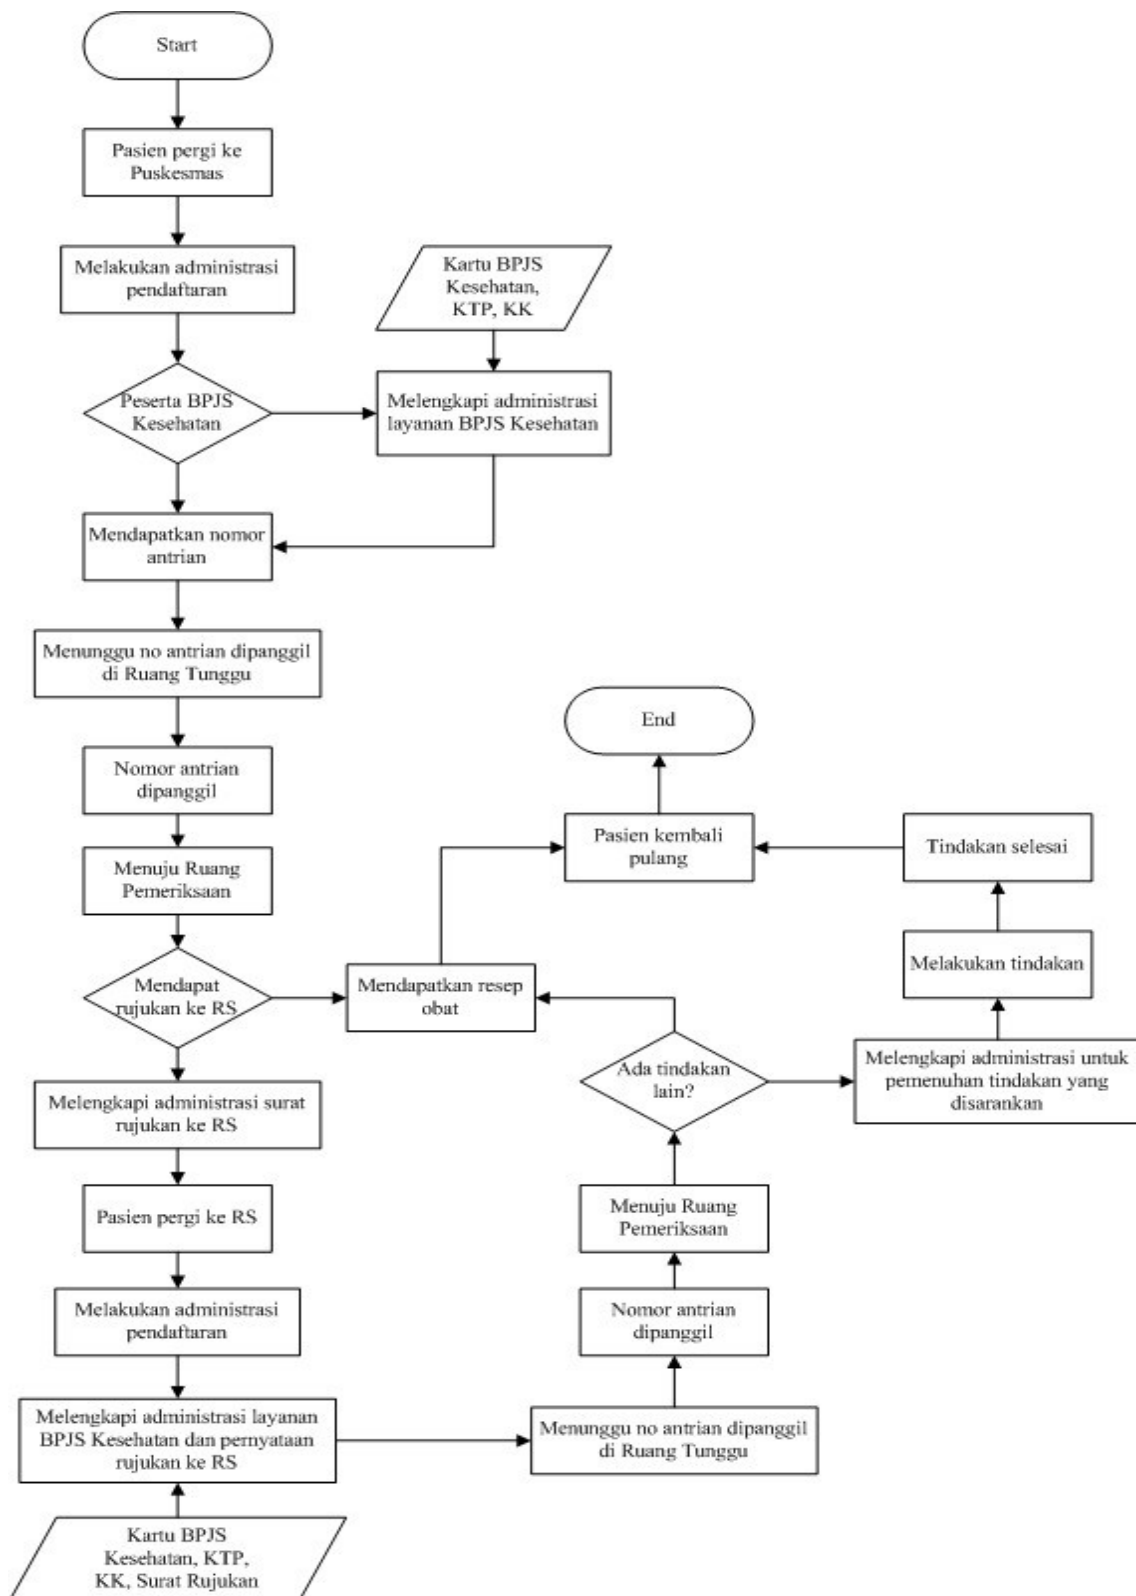 Start
Pasien pergi ke
Puskesmas
Melakukan administrasi
pendaftaran
Kartu BPJS
Kesehatan,
KTP, KK
Peserta BPJS
Kesehatan
Melengkapi administrasi
layanan BPJS Kesehatan
Mendapatkan nomor
antrian
Menunggu no antrian dipanggil
di Ruang Tunggu
Nomor antrian
dipanggil
Menuju Ruang
Pemeriksaan
Mendapat
rujukan ke RS
Mendapatkan resep
obat
Melengkapi administrasi surat
rujukan ke RS
Pasien pergi ke RS
Melakukan administrasi
pendaftaran
Melengkapi administrasi layanan
BPJS Kesehatan dan pernyataan
rujukan ke RS
Kartu BPJS
Kesehatan, KTP,
KK, Surat Rujukan
Menunggu no antrian dipanggil
di Ruang Tunggu
Nomor antrian
dipanggil
Menuju Ruang
Pemeriksaan
Ada tindakan
lain?
Melengkapi administrasi untuk
pemenuhan tindakan yang
disarankan
Melakukan tindakan
Tindakan selesai
Pasien kembali
pulang
End